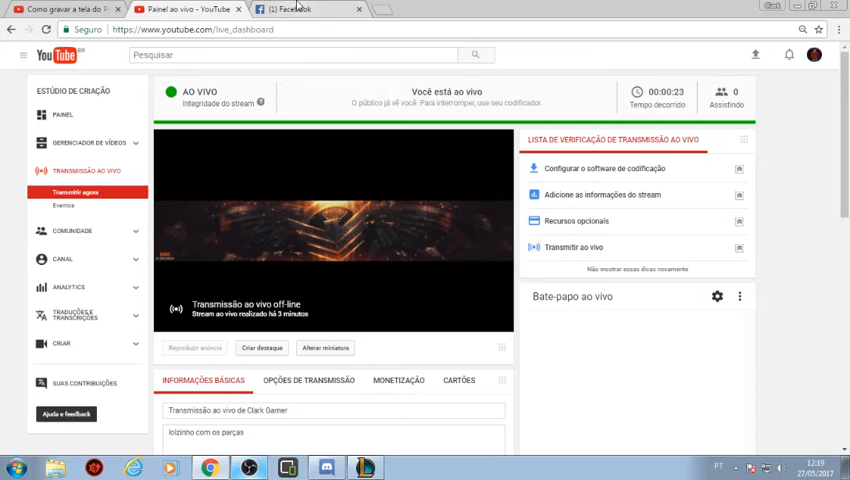 Como gravar a tela do P
Painel ao vivo - YouTube
(1) Facebook
Clark
Seguro
https://www.youtube.com/live_dashboard
YouTube BR
Pesquisar
ESTÚDIO DE CRIAÇÃO
PAINEL
GERENCIADOR DE VÍDEOS
TRANSMISSÃO AO VIVO
Transmitir agora
Eventos
COMUNIDADE
CANAL
ANALYTICS
TRADUÇÕES E
TRANSCRIÇÕES
CRIAR
SUAS CONTRIBUIÇÕES
Ajuda e feedback
AO VIVO
Integridade do stream
Você está ao vivo
O público já vê você. Para interromper, use seu codificador.
00:00:23
Tempo decorrido
0
Assistindo
Transmissão ao vivo off-line
Stream ao vivo realizado há 3 minutos
Reproduzir anúncio
Criar destaque
Alterar miniatura
INFORMAÇÕES BÁSICAS
OPÇÕES DE TRANSMISSÃO
MONETIZAÇÃO
CARTÕES
Transmissão ao vivo de Clark Gamer
lolzinho com os parças
LISTA DE VERIFICAÇÃO DE TRANSMISSÃO AO VIVO
Configurar o software de codificação
Adicione as informações do stream
Recursos opcionais
Transmitir ao vivo
Não mostrar essas dicas novamente
Bate-papo ao vivo
PT
12:19
27/05/2017